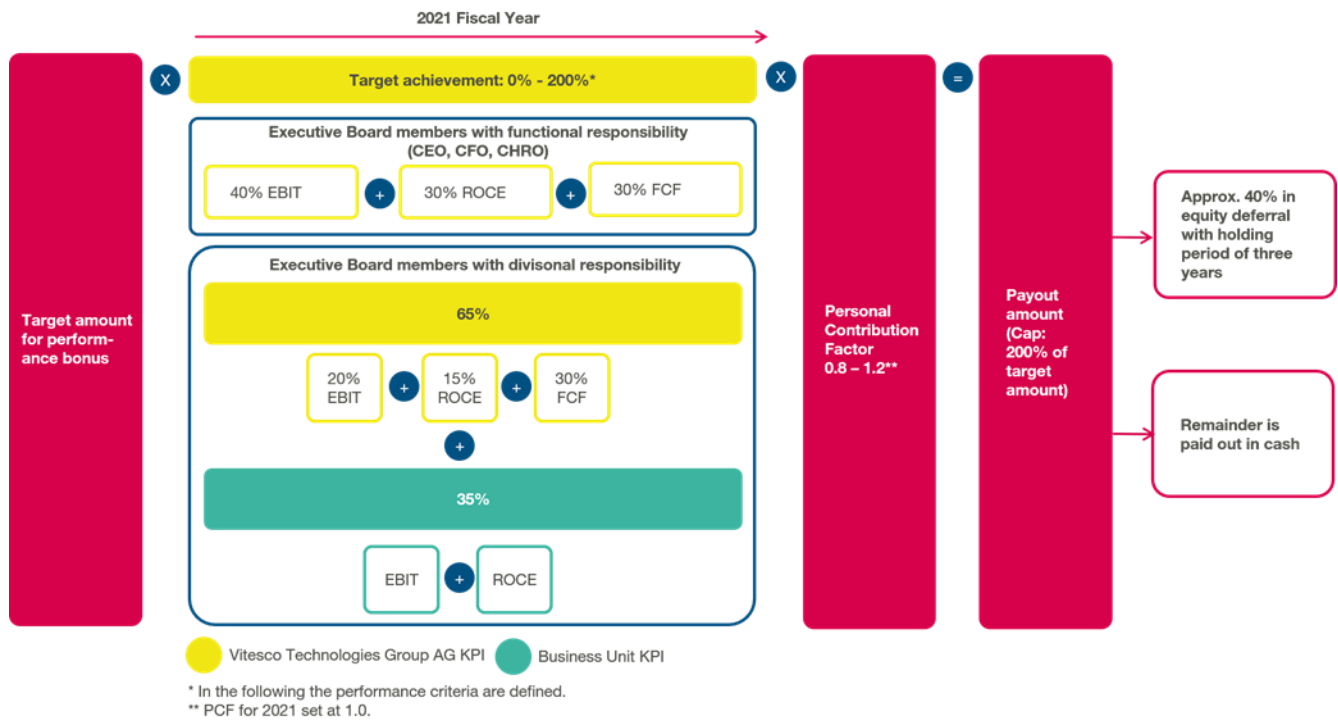 2021 Fiscal Year
Target amount
for perform-
ance bonus
X
Target achievement: 0% - 200%*
Executive Board members with functional responsibility
(CEO, CFO, CHRO)
40% EBIT
+
30% ROCE
+
30% FCF
Executive Board members with divisonal responsibility
65%
20%
EBIT
+
15%
ROCE
+
30%
FCF
+
35%
EBIT
+
ROCE
X
Personal
Contribution
Factor
0.8 – 1.2**
=
Payout
amount
(Cap:
200% of
target
amount)
Approx. 40% in
equity deferral
with holding
period of three
years
Remainder is
paid out in cash
Vitesco Technologies Group AG KPI
Business Unit KPI
* In the following the performance criteria are defined.
** PCF for 2021 set at 1.0.